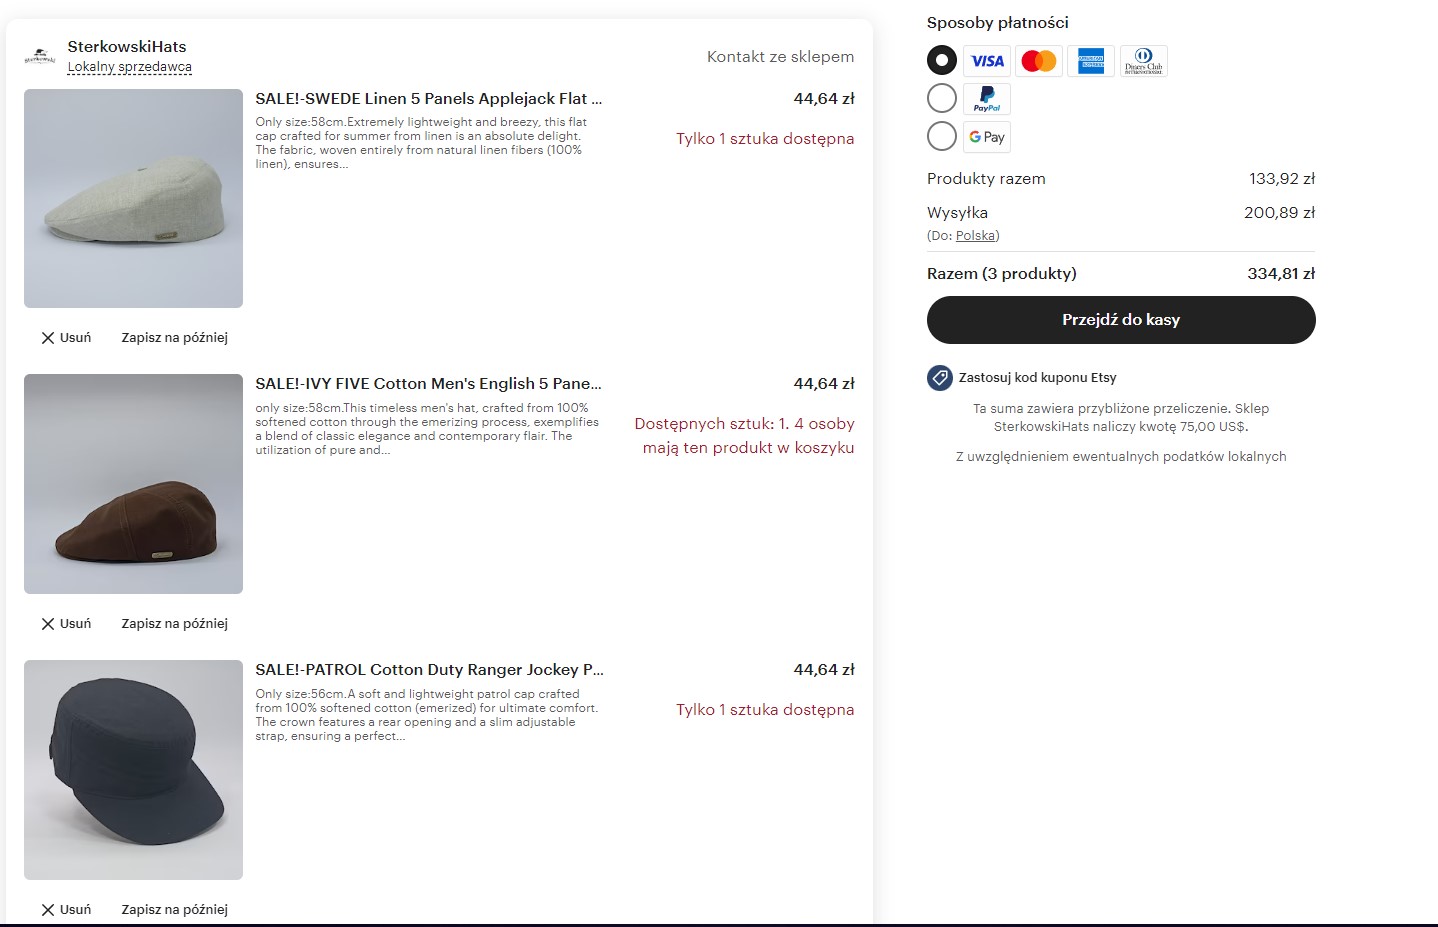 SterkowskiHats
Lokalny sprzedawca
Kontakt ze sklepem
SALE!-SWEDE Linen 5 Panels Applejack Flat ...
44,64 zł
Only size:58cm.Extremely lightweight and breezy, this flat
cap crafted for summer from linen is an absolute delight.
The fabric, woven entirely from natural linen fibers (100%
linen), ensures...
Tylko 1 sztuka dostępna
Usuń
Zapisz na później
SALE!-IVY FIVE Cotton Men's English 5 Pane...
44,64 zł
only size:58cm.This timeless men's hat, crafted from 100%
softened cotton through the emerizing process, exemplifies
a blend of classic elegance and contemporary flair. The
utilization of pure and...
Dostępnych sztuk: 1. 4 osoby
mają ten produkt w koszyku
Usuń
Zapisz na później
SALE!-PATROL Cotton Duty Ranger Jockey P...
44,64 zł
Only size:56cm.A soft and lightweight patrol cap crafted
from 100% softened cotton (emerized) for ultimate comfort.
The crown features a rear opening and a slim adjustable
strap, ensuring a perfect...
Tylko 1 sztuka dostępna
Usuń
Zapisz na później
Sposoby płatności
VISA
Diners Club
PayPal
G Pay
Produkty razem 133,92 zł
Wysyłka 200,89 zł
(Do: Polska)
Razem (3 produkty) 334,81 zł
Przejdź do kasy
Zastosuj kod kuponu Etsy
Ta suma zawiera przybliżone przeliczenie. Sklep
SterkowskiHats naliczy kwotę 75,00 US$.
Z uwzględnieniem ewentualnych podatków lokalnych